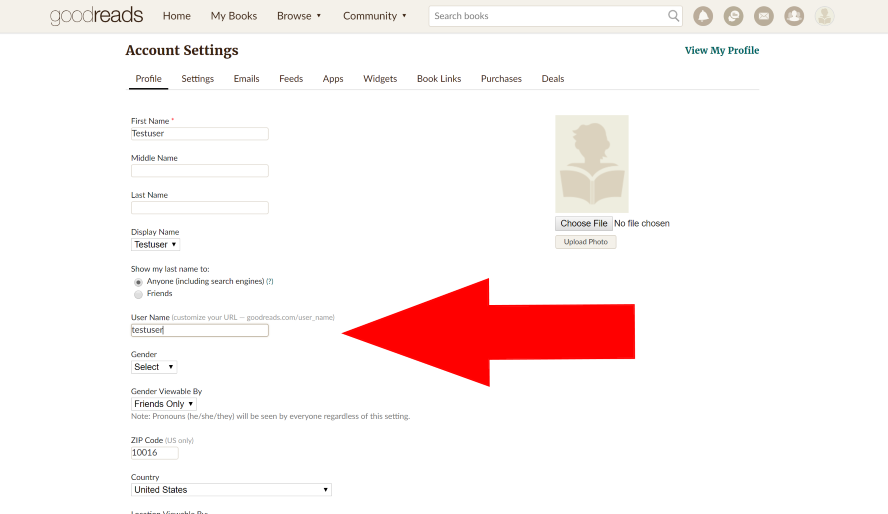 goodreads Home My Books Browse ▼ Community ▼ Search books
Account Settings View My Profile
Profile Settings Emails Feeds Apps Widgets Book Links Purchases Deals
First Name *
Testuser
Middle Name
Last Name
Display Name
Testuser ▼
Choose File No file chosen
Upload Photo
Show my last name to:
Anyone (including search engines) (?)
Friends
User Name (customize your URL -- goodreads.com/user_name)
testuser
Gender
Select ▼
Gender Viewable By
Friends Only ▼
Note: Pronouns (he/she/they) will be seen by everyone regardless of this setting.
ZIP Code (US only)
10016
Country
United States ▼
Location Viewable By: